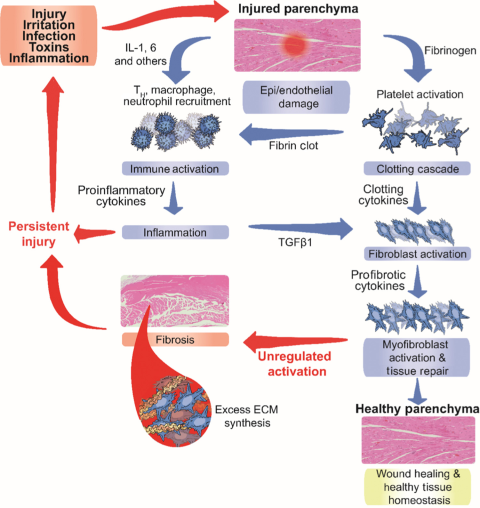 Injury
Irritation
Infection
Toxins
Inflammation
Injured parenchyma
IL-1, 6
and others
Fibrinogen
TH, macrophage,
neutrophil recruitment
Epi/endothelial
damage
Platelet activation
Fibrin clot
Immune activation
Clotting cascade
Proinflammatory
cytokines
Clotting
cytokines
Persistent
injury
Inflammation
TGFβ1
Fibroblast activation
Profibrotic
cytokines
Fibrosis
Unregulated
activation
Myofibroblast
activation &
tissue repair
Excess ECM
synthesis
Healthy parenchyma
Wound healing &
healthy tissue
homeostasis